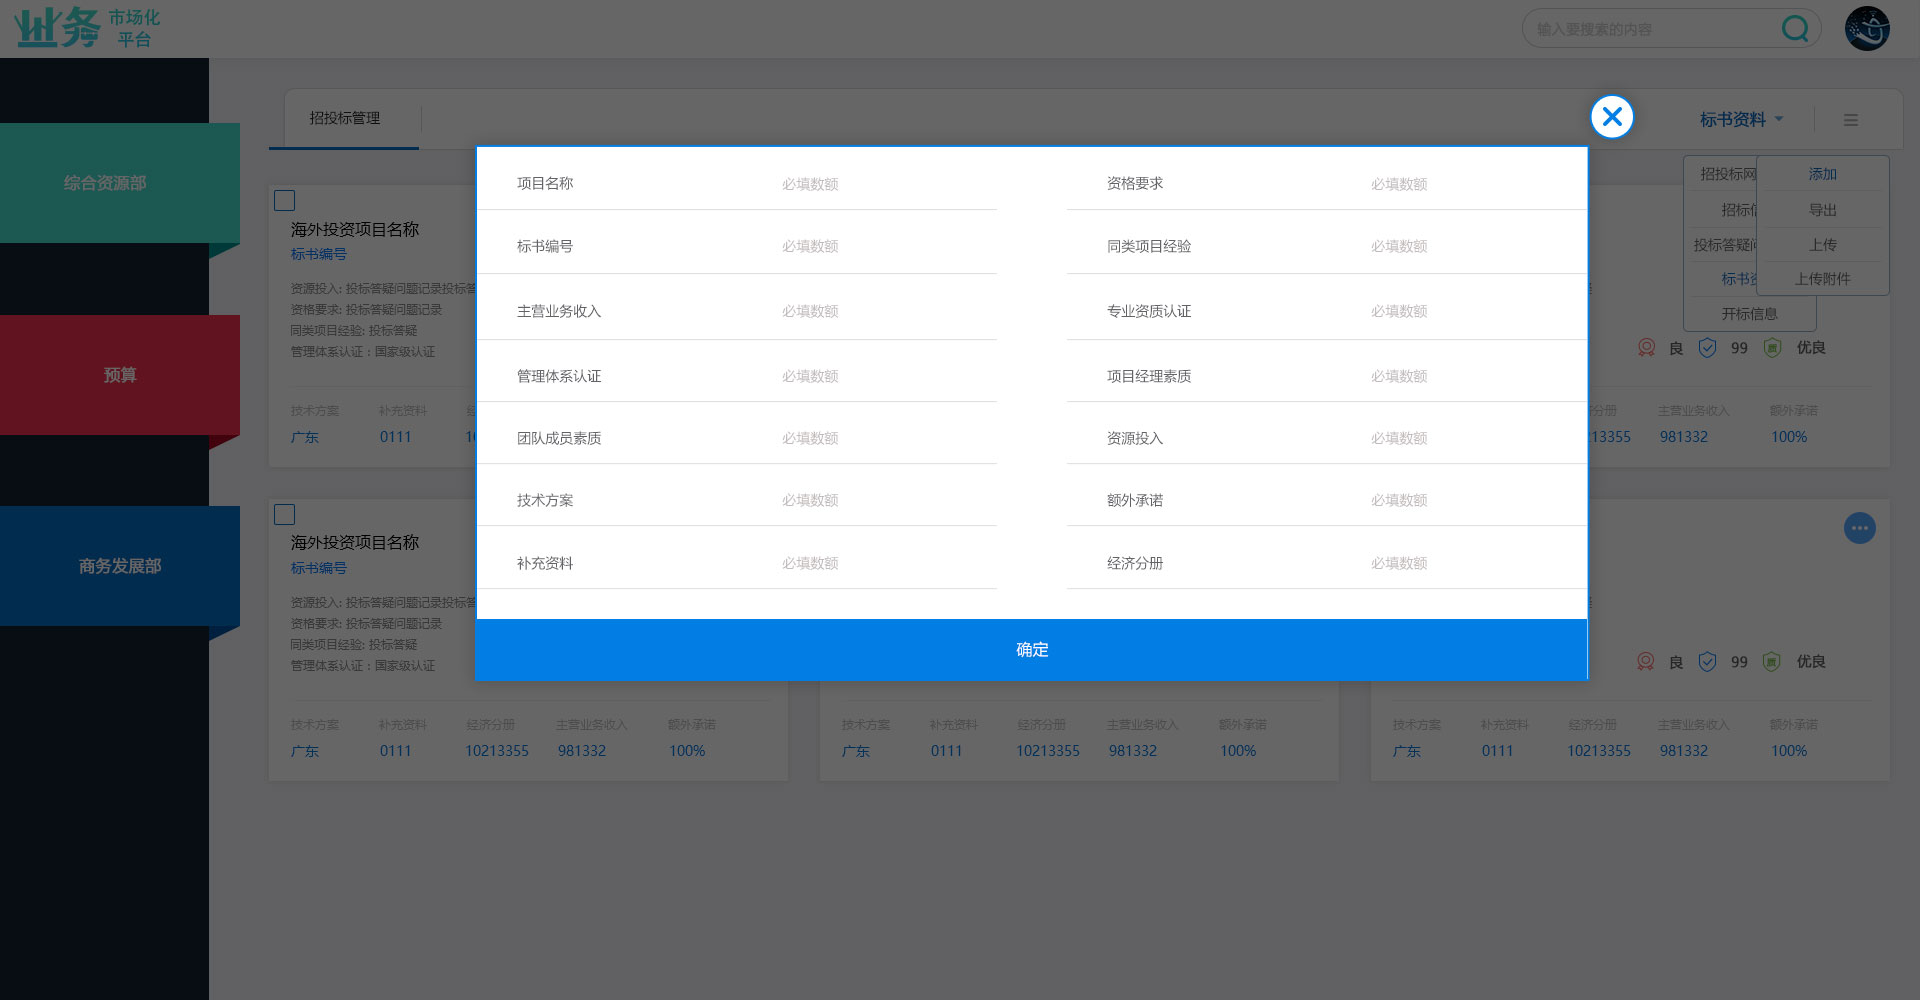 业务 市场化
平台
输入要搜索的内容
招投标管理
标书资料
综合资源部
预算
商务发展部
招投标网
招标信
投标答疑问
标书资
开标信息
添加
导出
上传
上传附件
项目名称 必填数额 资格要求 必填数额
标书编号 必填数额 同类项目经验 必填数额
主营业务收入 必填数额 专业资质认证 必填数额
管理体系认证 必填数额 项目经理素质 必填数额
团队成员素质 必填数额 资源投入 必填数额
技术方案 必填数额 额外承诺 必填数额
补充资料 必填数额 经济分册 必填数额
确定
海外投资项目名称
标书编号
资源投入: 投标答疑问题记录投标答
资格要求: 投标答疑问题记录
同类项目经验: 投标答疑
管理体系认证：国家级认证
技术方案 补充资料
广东 0111
良 99 优良
分册 主营业务收入 额外承诺
213355 981332 100%
海外投资项目名称
标书编号
资源投入: 投标答疑问题记录投标答
资格要求: 投标答疑问题记录
同类项目经验: 投标答疑
管理体系认证：国家级认证
良 99 优良
技术方案 补充资料 经济分册 主营业务收入 额外承诺
广东 0111 10213355 981332 100%
技术方案 补充资料 经济分册 主营业务收入 额外承诺
广东 0111 10213355 981332 100%
技术方案 补充资料 经济分册 主营业务收入 额外承诺
广东 0111 10213355 981332 100%